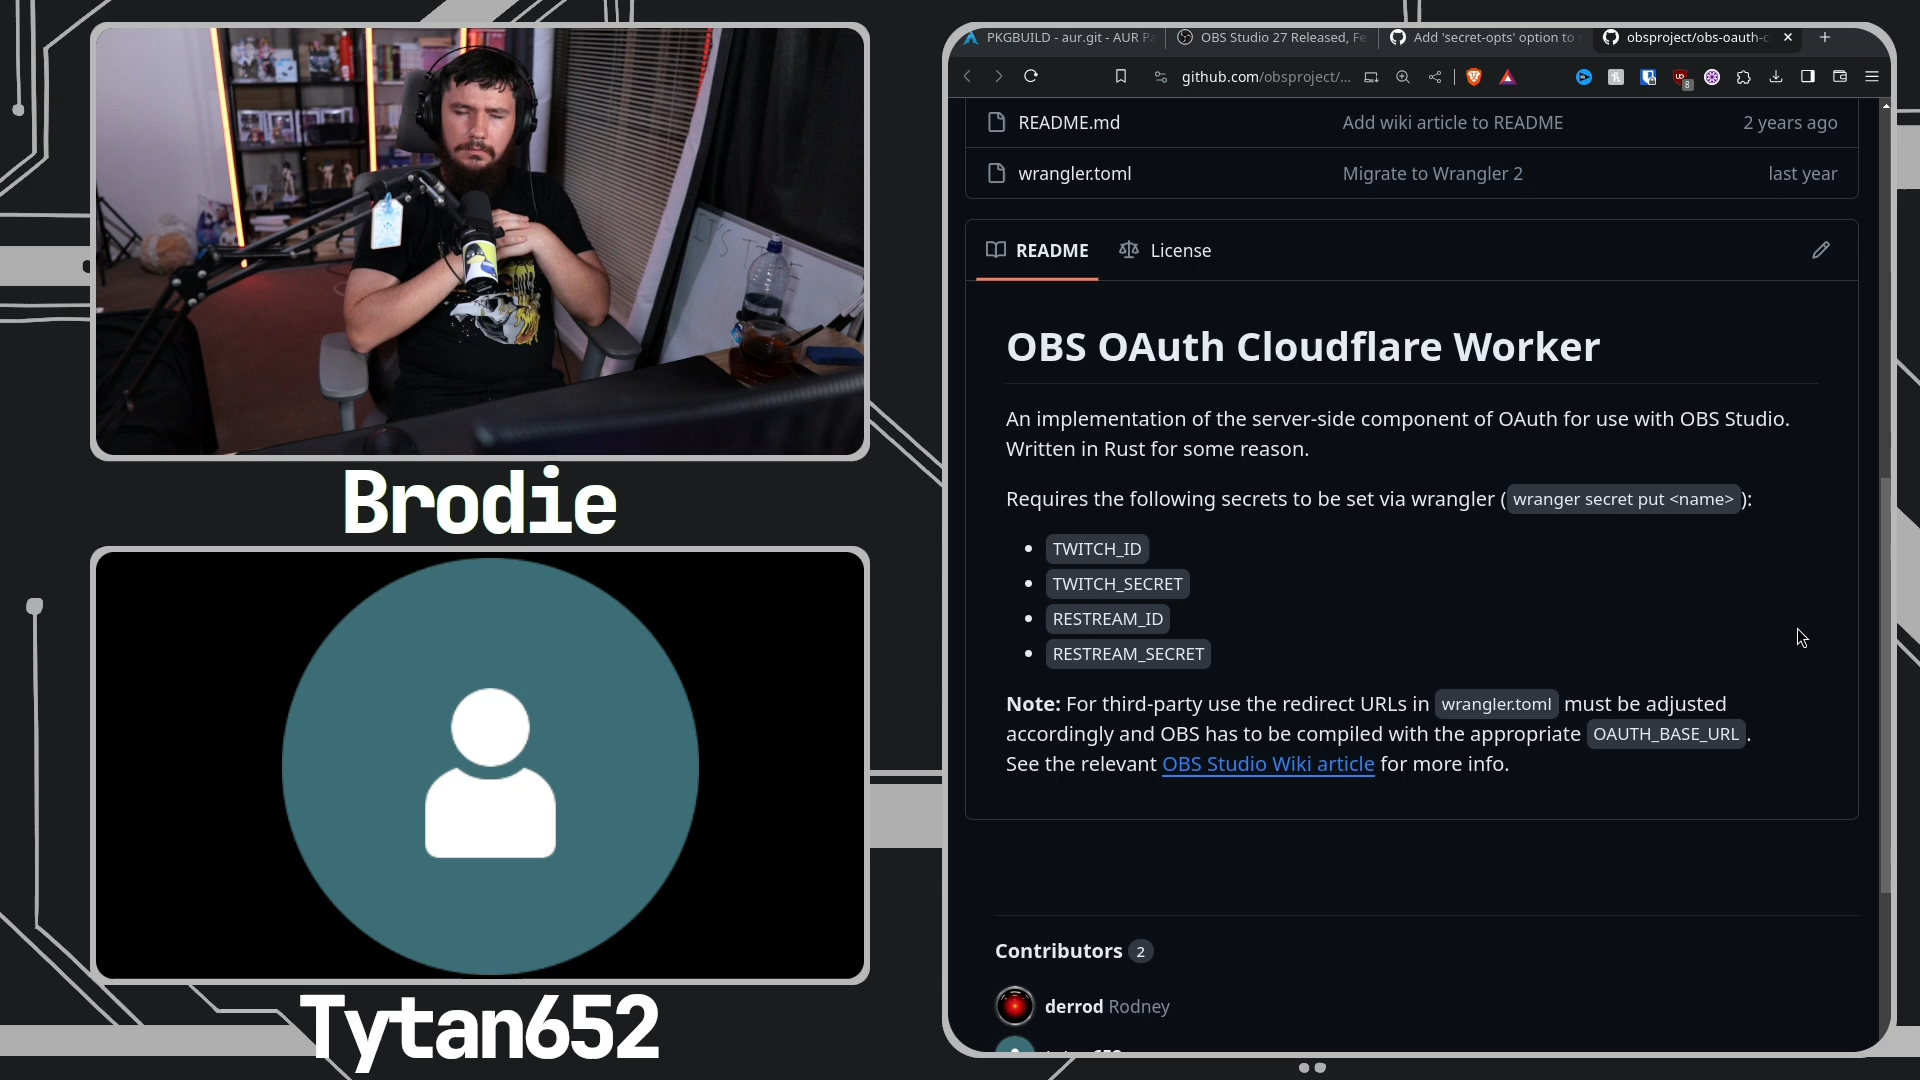 Brodie
Tytan652
PKGBUILD - aur.git - AUR Pa
OBS Studio 27 Released, Fe
Add 'secret-opts' option to
obsproject/obs-oauth-c
github.com/obsproject/...
8
README.md
Add wiki article to README
2 years ago
wrangler.toml
Migrate to Wrangler 2
last year
README
License
OBS OAuth Cloudflare Worker
An implementation of the server-side component of OAuth for use with OBS Studio.
Written in Rust for some reason.
Requires the following secrets to be set via wrangler ( wranger secret put <name> ):
TWITCH_ID
TWITCH_SECRET
RESTREAM_ID
RESTREAM_SECRET
Note: For third-party use the redirect URLs in wrangler.toml must be adjusted
accordingly and OBS has to be compiled with the appropriate OAUTH_BASE_URL .
See the relevant OBS Studio Wiki article for more info.
Contributors 2
derrod Rodney